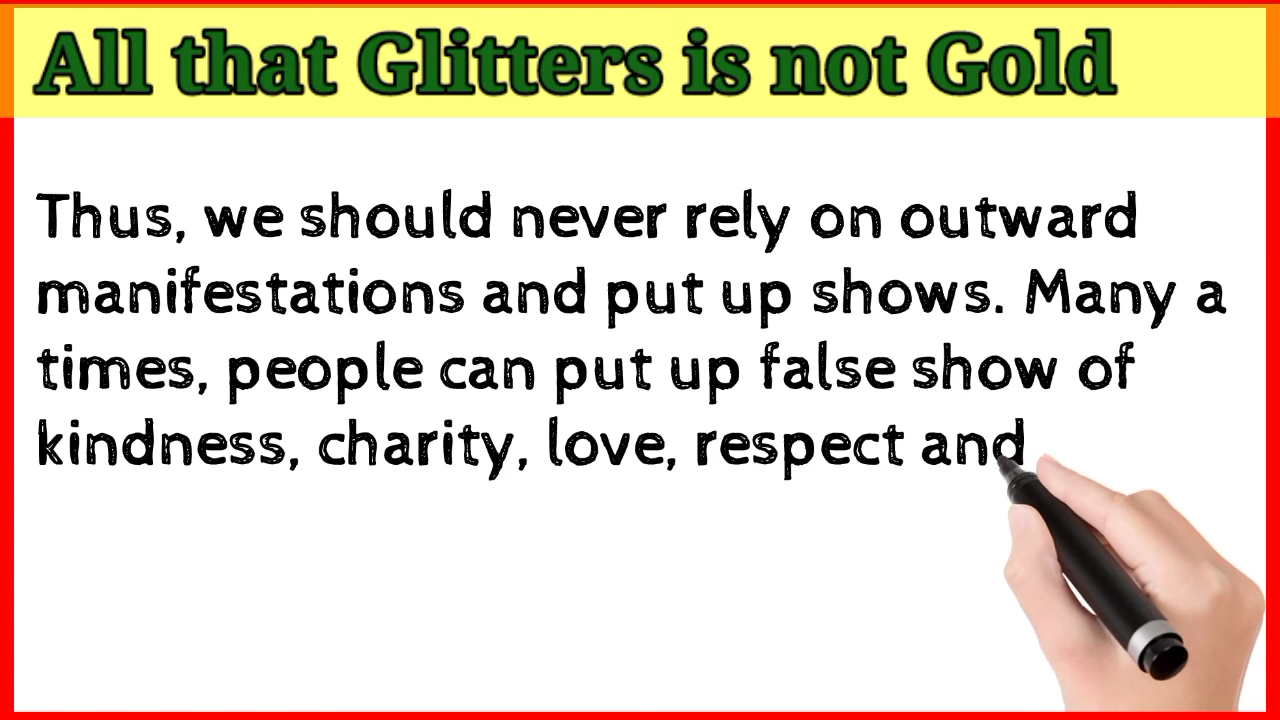 All that Glitters is not Gold
Thus, we should never rely on outward
manifestations and put up shows. Many a
times, people can put up false show of
kindness, charity, love, respect and